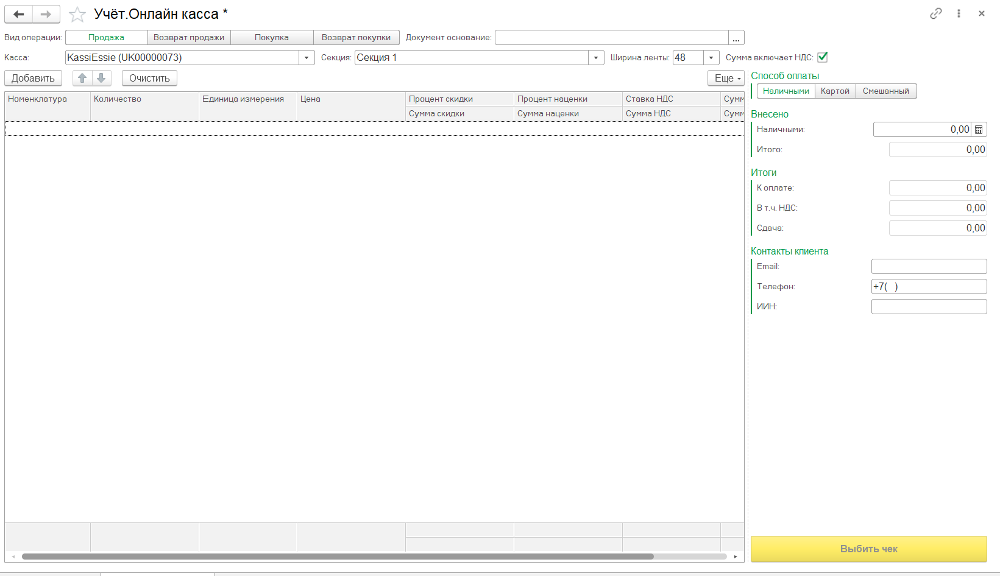 Учёт.Онлайн касса *
Вид операции: Продажа Возврат продажи Покупка Возврат покупки Документ основание: ...
Касса: KassiEssie (UK00000073) Секция: Секция 1 Ширина ленты: 48 Сумма включает НДС:
Добавить Очистить Еще
Номенклатура Количество Единица измерения Цена Процент скидки Процент наценки Ставка НДС Сумм
Сумма скидки Сумма наценки Сумма НДС Сумм
Способ оплаты
Наличными Картой Смешанный
Внесено
Наличными: 0,00
Итого: 0,00
Итоги
К оплате: 0,00
В т.ч. НДС: 0,00
Сдача: 0,00
Контакты клиента
Email:
Телефон: +7( )
ИИН:
Выбить чек